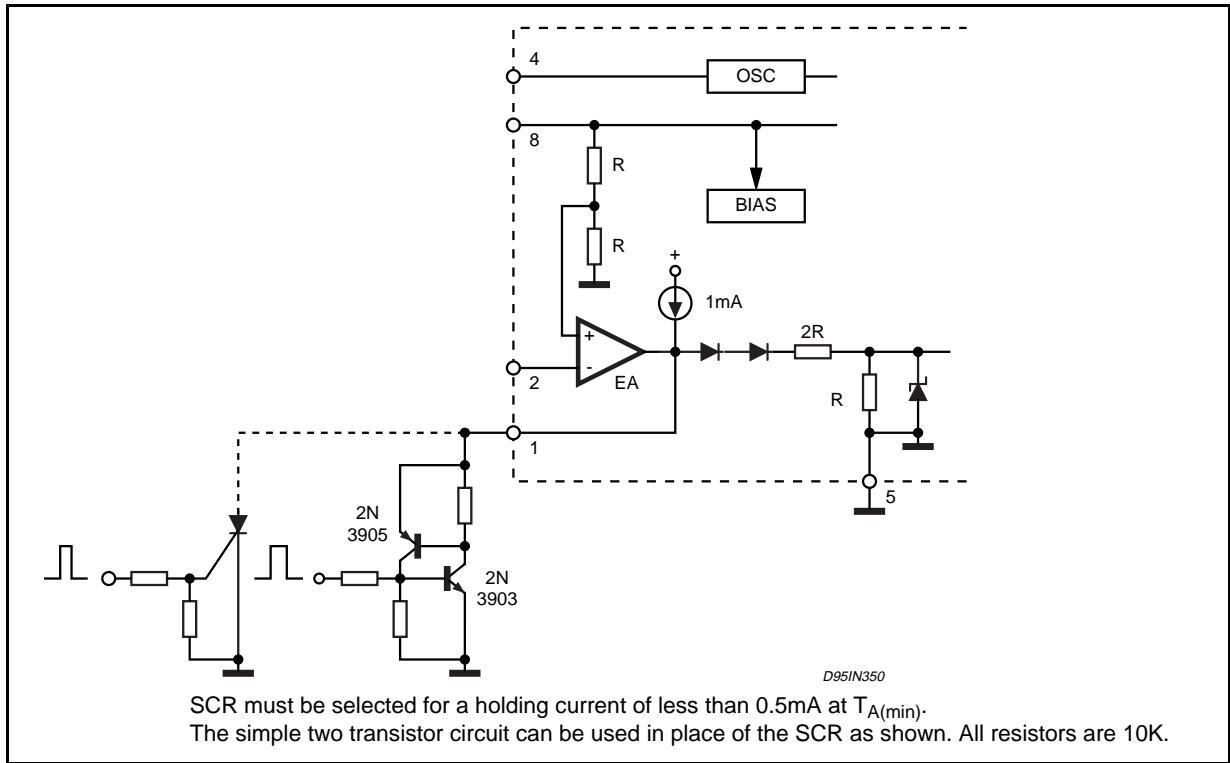 4
OSC
8
R
BIAS
R
+
1mA
2R
+
-
EA
2
R
1
5
2N
3905
2N
3903
D95IN350
SCR must be selected for a holding current of less than 0.5mA at TA(min).
The simple two transistor circuit can be used in place of the SCR as shown. All resistors are 10K.